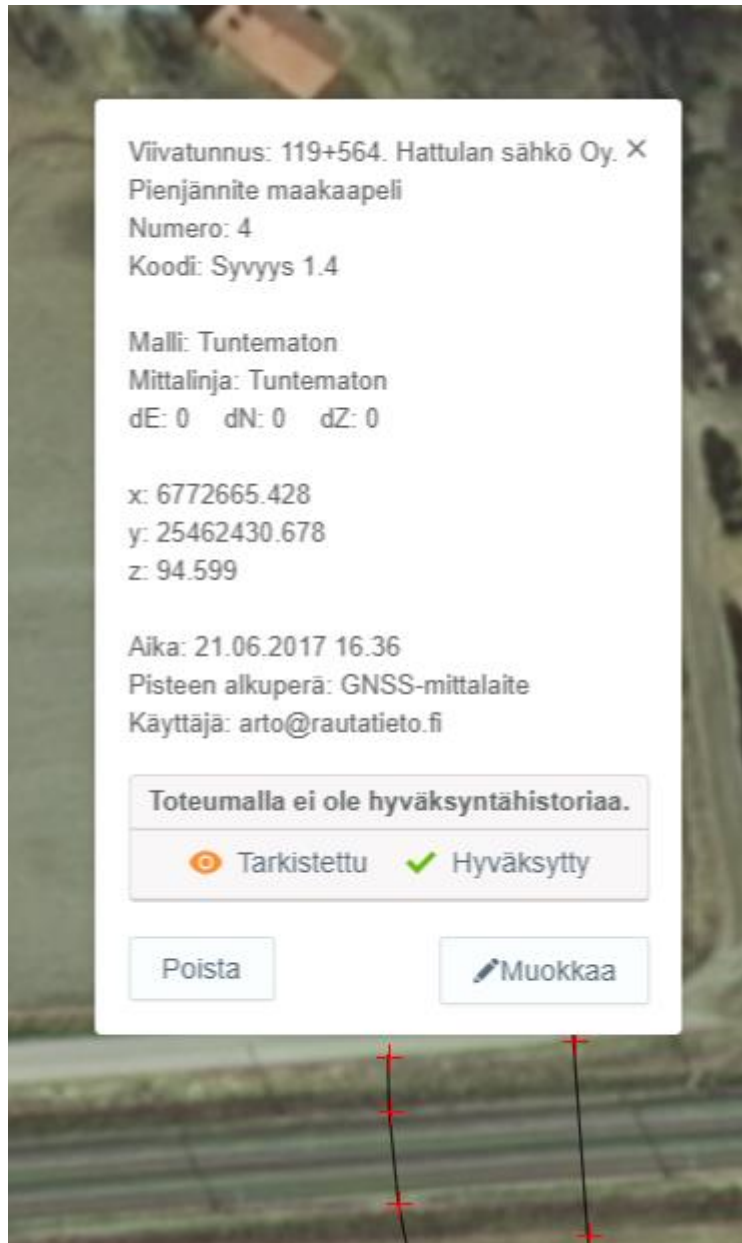 Viivatunnus: 119+564. Hattulan sähkö Oy. ×
Pienjännite maakaapeli
Numero: 4
Koodi: Syvyys 1.4
Malli: Tuntematon
Mittalinja: Tuntematon
dE: 0 dN: 0 dZ: 0
x: 6772665.428
y: 25462430.678
z: 94.599
Aika: 21.06.2017 16.36
Pisteen alkuperä: GNSS-mittalaite
Käyttäjä: arto@rautatieto.fi
Toteumalla ei ole hyväksyntähistoriaa.
Tarkistettu Hyväksytty
Poista Muokkaa